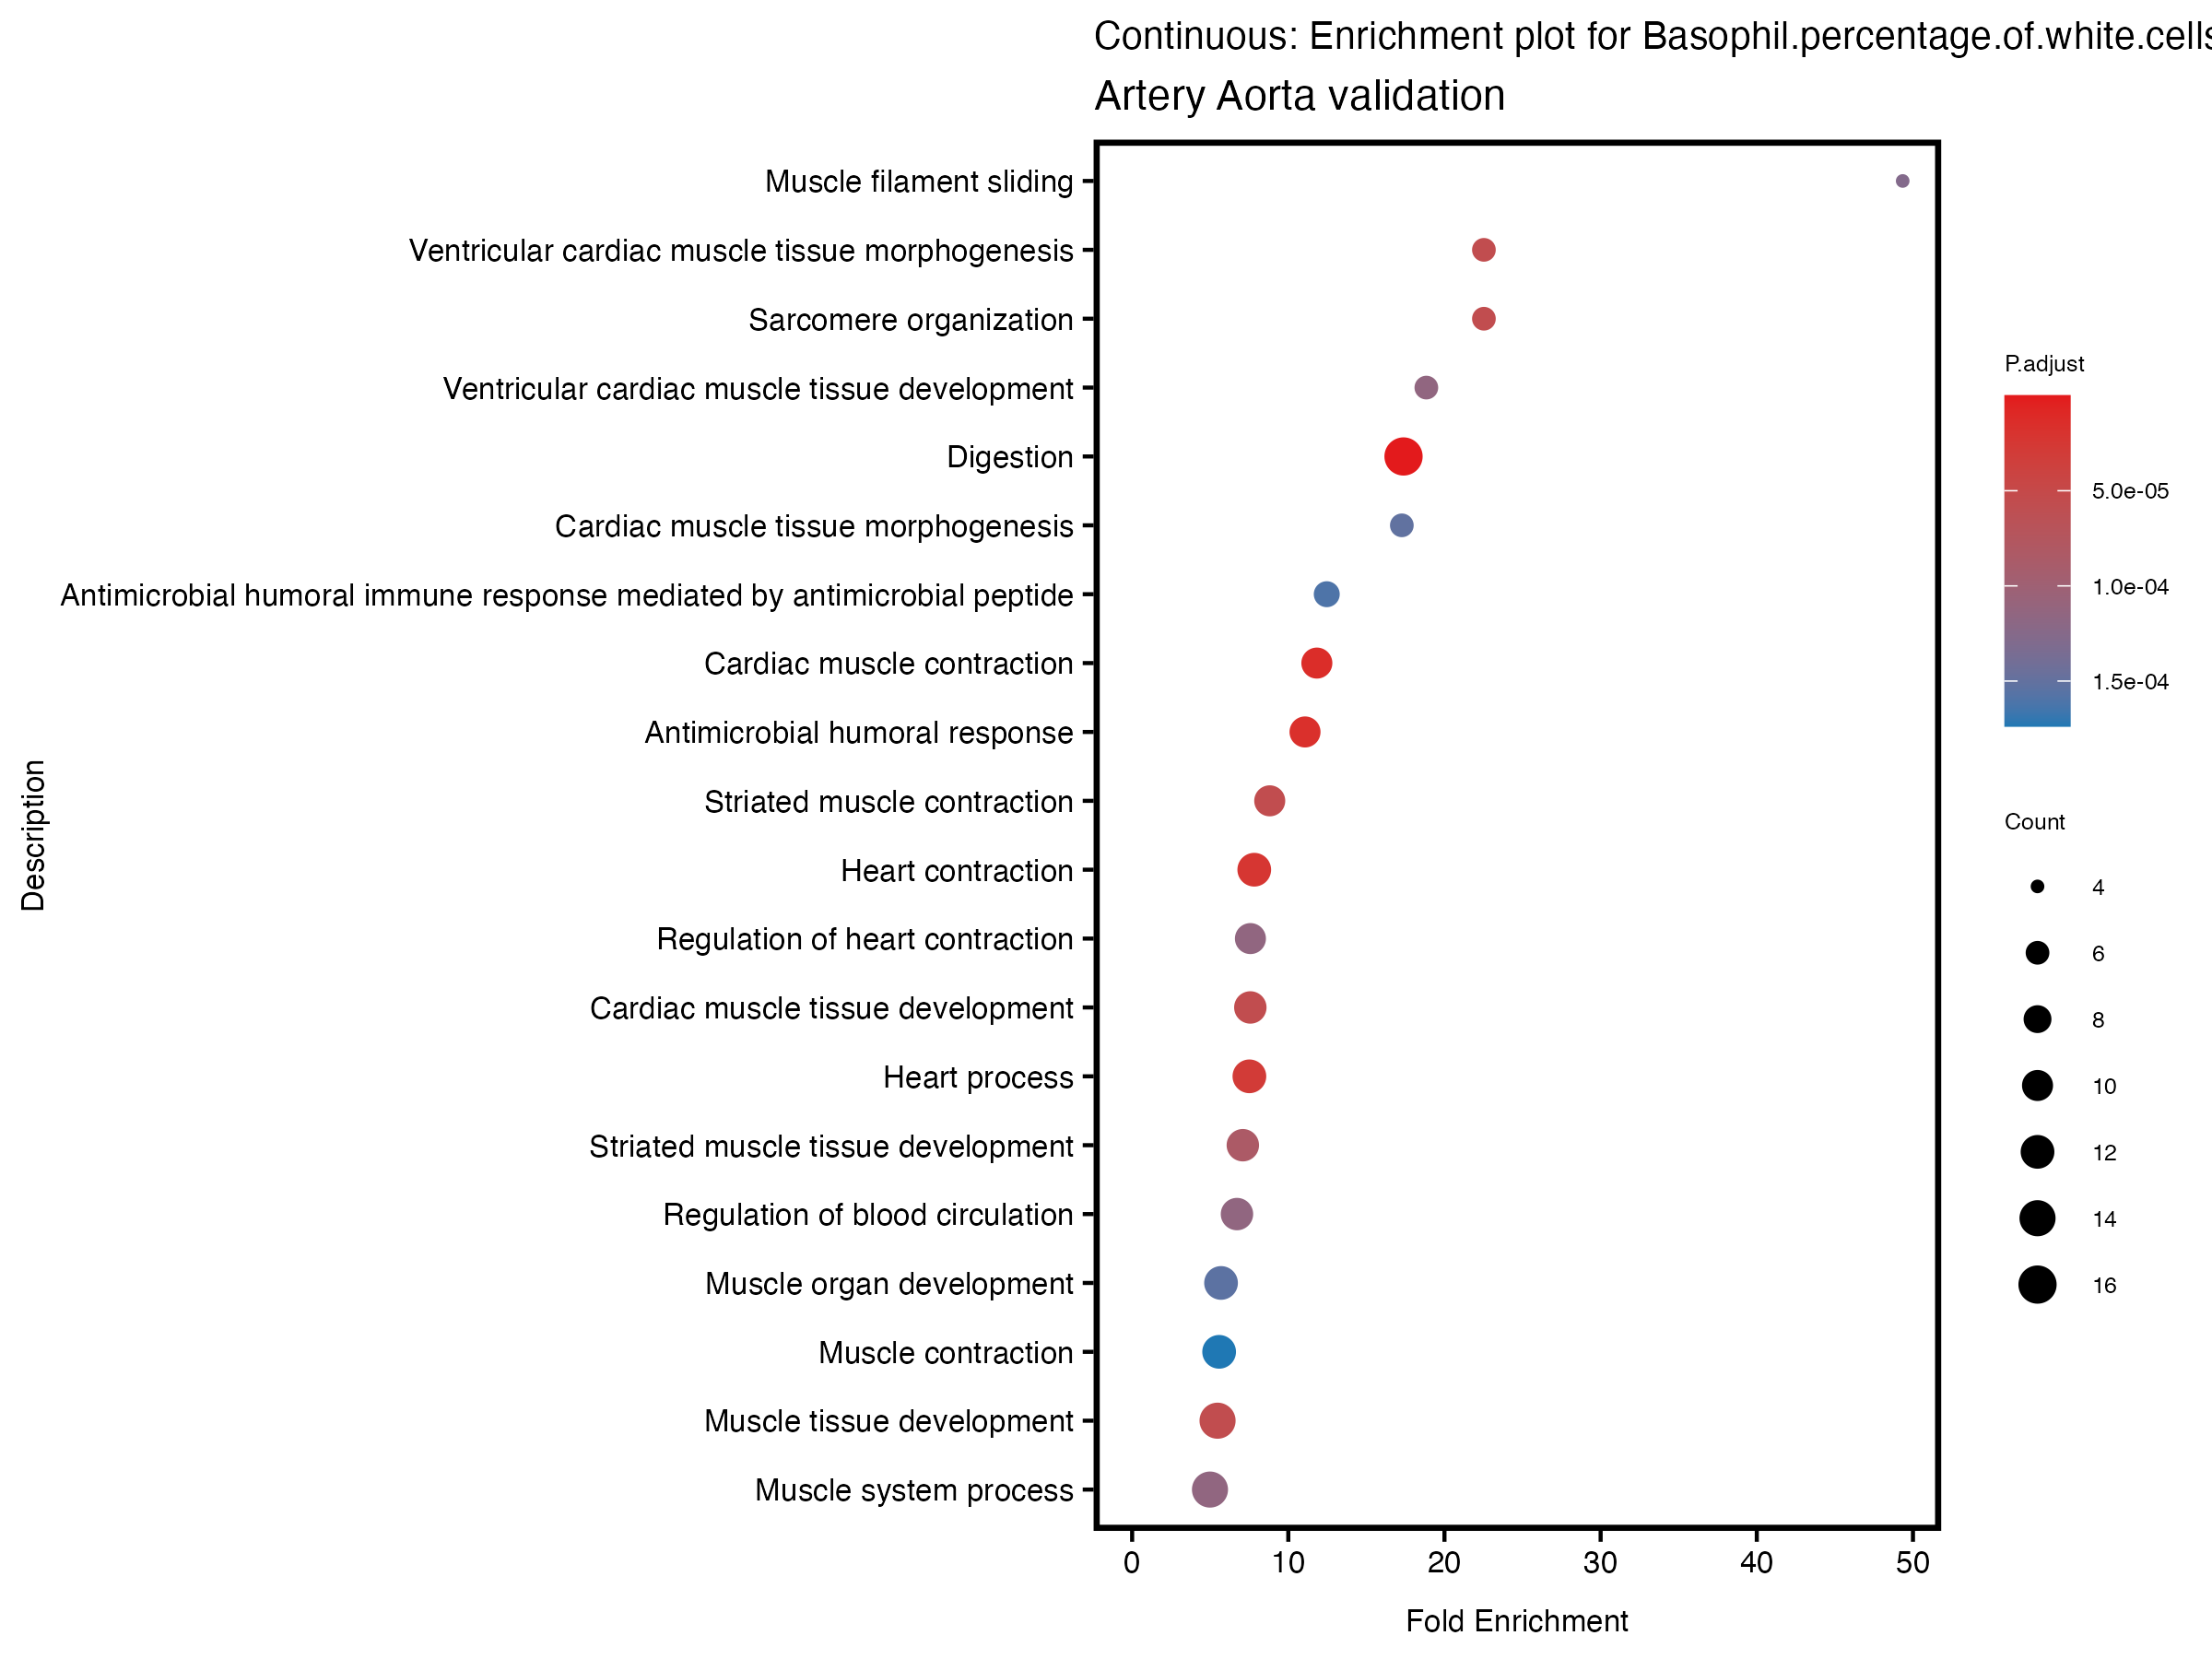 Continuous: Enrichment plot for Basophil.percentage.of.white.cells
Artery Aorta validation
Description
Muscle filament sliding
Ventricular cardiac muscle tissue morphogenesis
Sarcomere organization
Ventricular cardiac muscle tissue development
Digestion
Cardiac muscle tissue morphogenesis
Antimicrobial humoral immune response mediated by antimicrobial peptide
Cardiac muscle contraction
Antimicrobial humoral response
Striated muscle contraction
Heart contraction
Regulation of heart contraction
Cardiac muscle tissue development
Heart process
Striated muscle tissue development
Regulation of blood circulation
Muscle organ development
Muscle contraction
Muscle tissue development
Muscle system process
0 10 20 30 40 50
Fold Enrichment
P.adjust
5.0e-05
1.0e-04
1.5e-04
Count
4
6
8
10
12
14
16